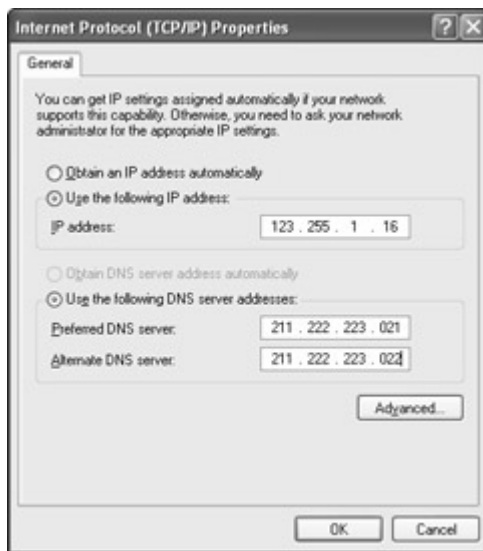 Internet Protocol (TCP/IP) Properties
General
You can get IP settings assigned automatically if your network
supports this capability. Otherwise, you need to ask your network
administrator for the appropriate IP settings.
Obtain an IP address automatically
Use the following IP address:
IP address: 123 . 255 . 1 . 16
Obtain DNS server address automatically
Use the following DNS server addresses:
Preferred DNS server: 211 . 222 . 223 . 021
Alternate DNS server: 211 . 222 . 223 . 022
Advanced...
OK Cancel